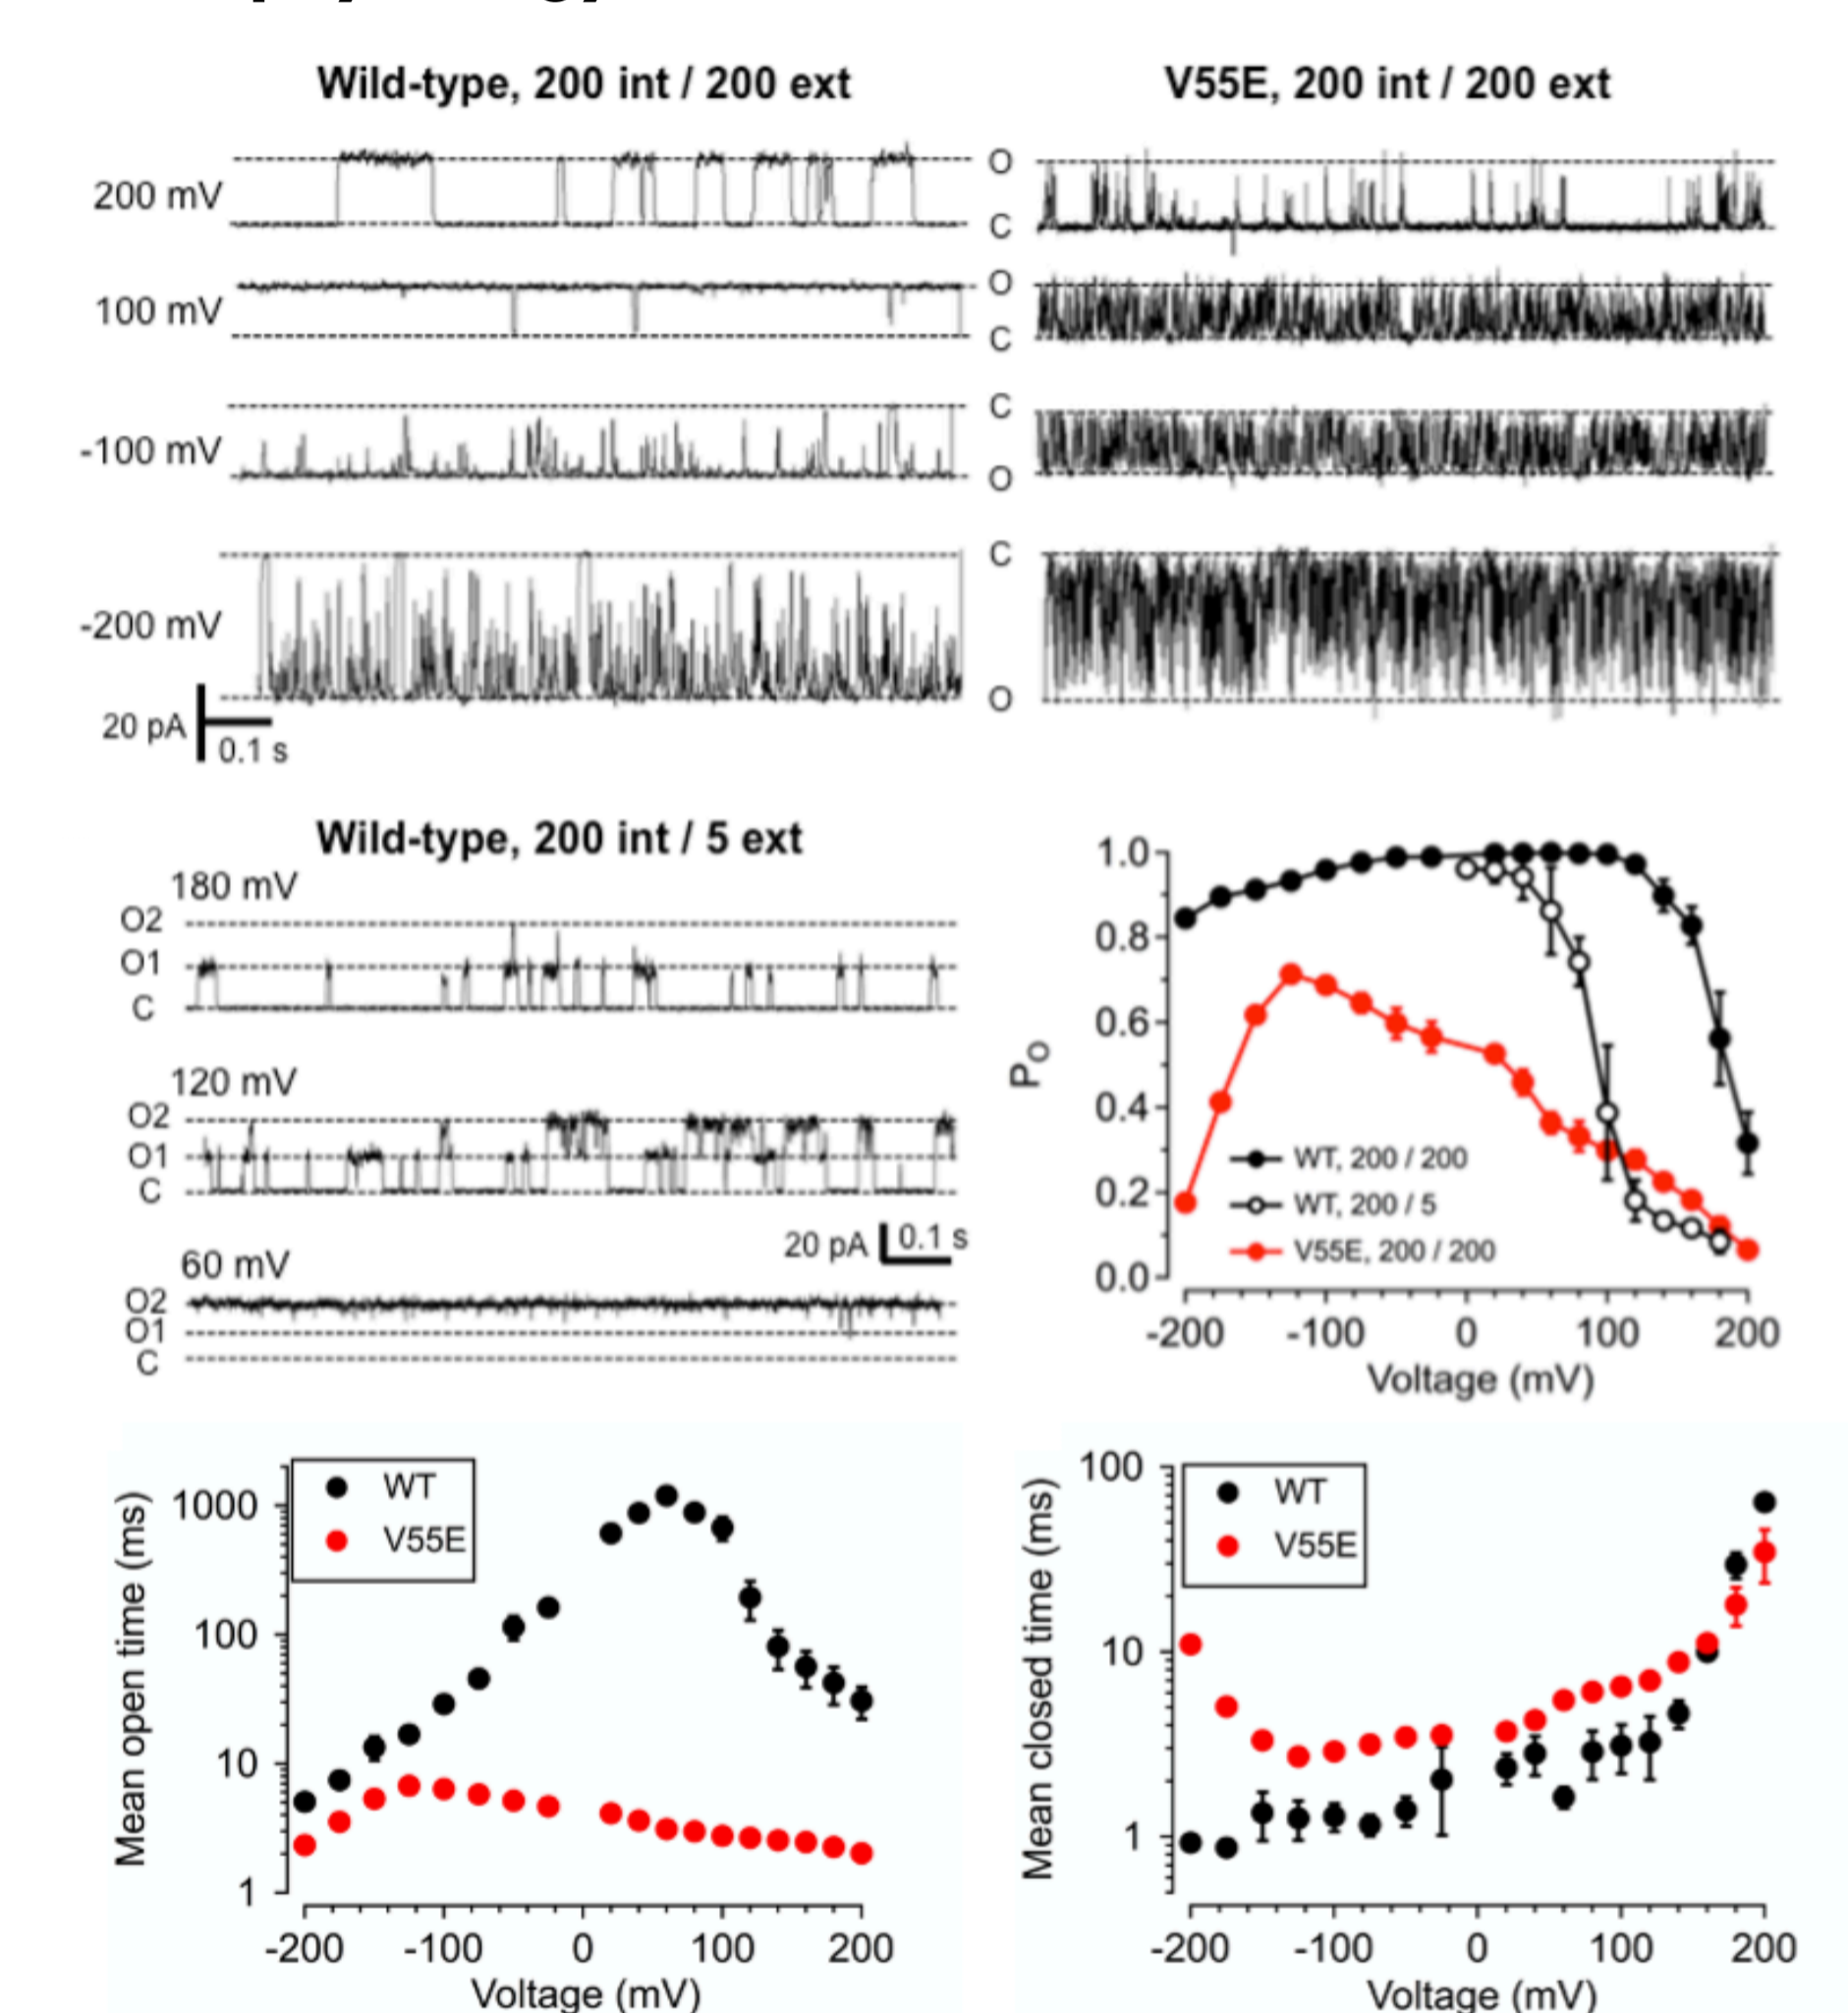 Wild-type, 200 int / 200 ext
V55E, 200 int / 200 ext
200 mV
O
C
100 mV
O
C
-100 mV
C
O
-200 mV
C
O
20 pA
0.1 s
Wild-type, 200 int / 5 ext
180 mV
O2
O1
C
120 mV
O2
O1
C
20 pA
0.1 s
60 mV
O2
O1
C
1.0
0.8
0.6
0.4
0.2
0.0
PO
WT, 200 / 200
WT, 200 / 5
V55E, 200 / 200
-200 -100 0 100 200
Voltage (mV)
WT
V55E
1000
100
10
1
Mean open time (ms)
-200 -100 0 100 200
Voltage (mV)
WT
V55E
100
10
1
Mean closed time (ms)
-200 -100 0 100 200
Voltage (mV)